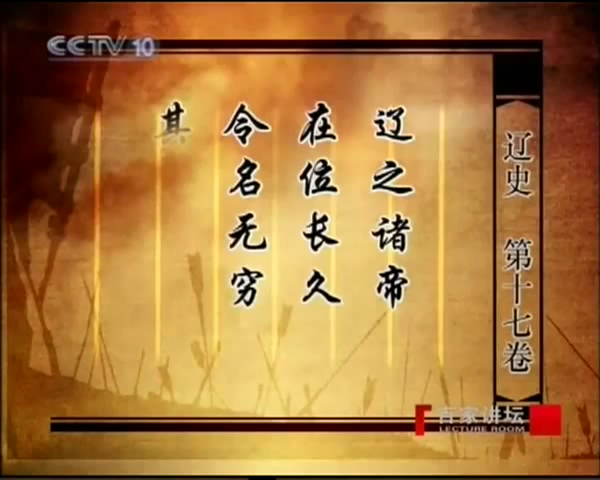 CCTV 10
辽史 第十七卷
辽之诸帝
在位长久
令名无穷
其
百家讲坛
LECTURE ROOM